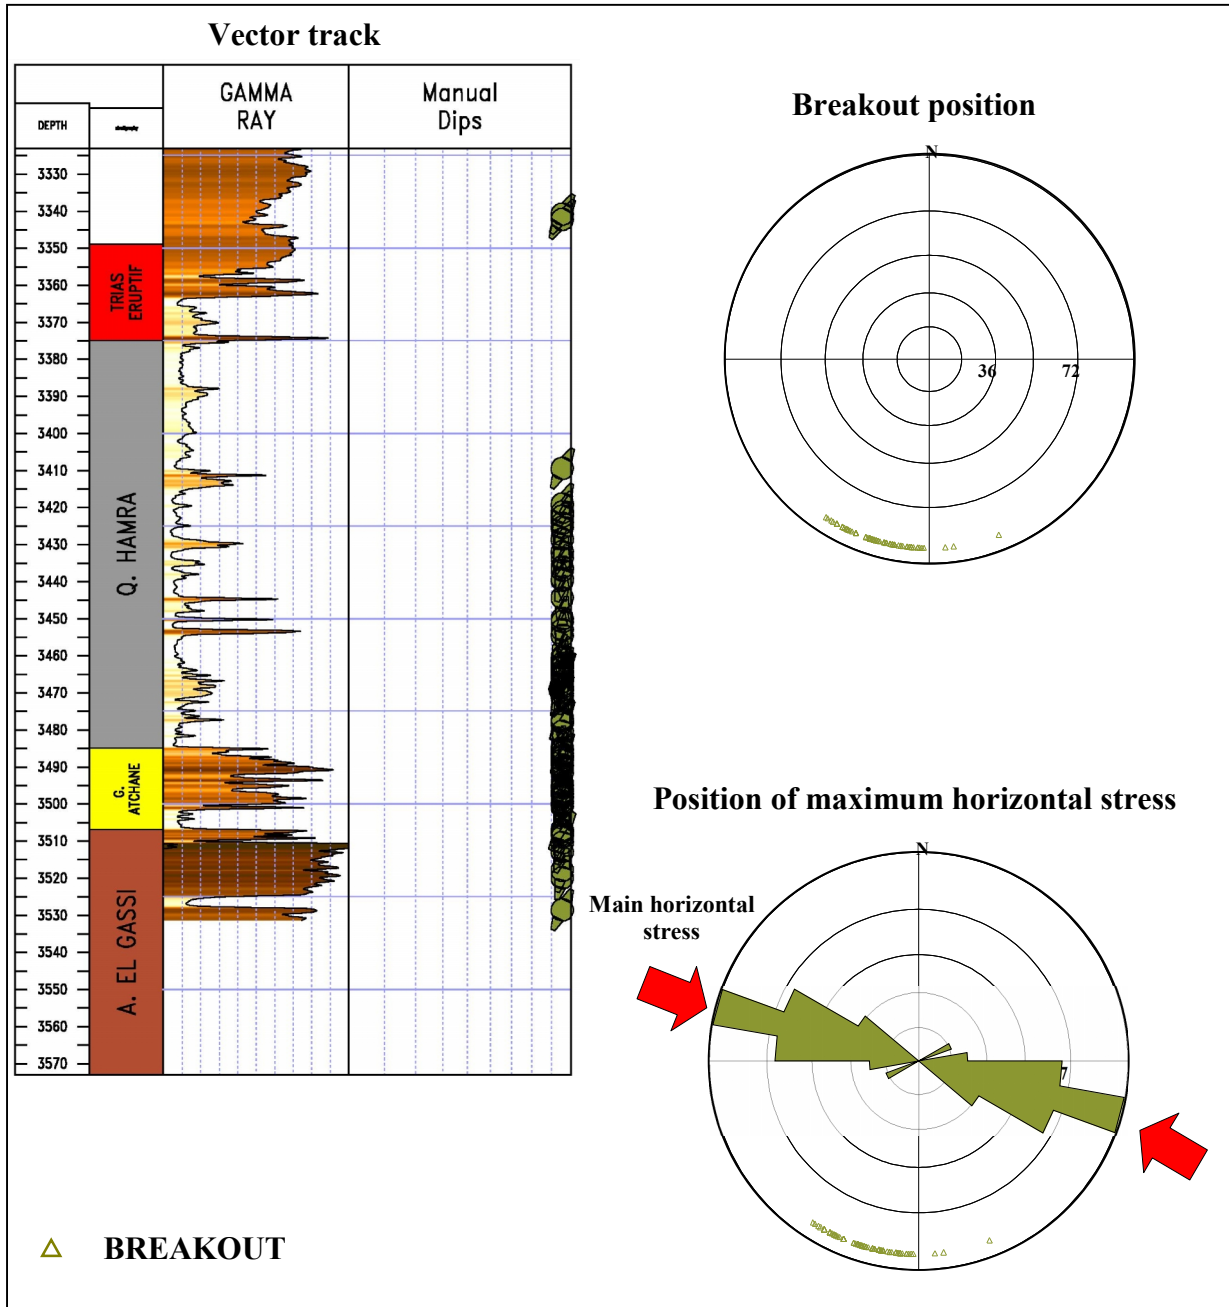 Vector track
GAMMA
RAY
Manual
Dips
DEPTH
3330
3340
3350
3360
3370
3380
3390
3400
3410
3420
3430
3440
3450
3460
3470
3480
3490
3500
3510
3520
3530
3540
3550
3560
3570
TRIAS
ERUPTIF
Q. HAMRA
G.
ATCHANE
A. EL GASSI
Breakout position
N
36
72
Position of maximum horizontal stress
N
Main horizontal
stress
7
BREAKOUT